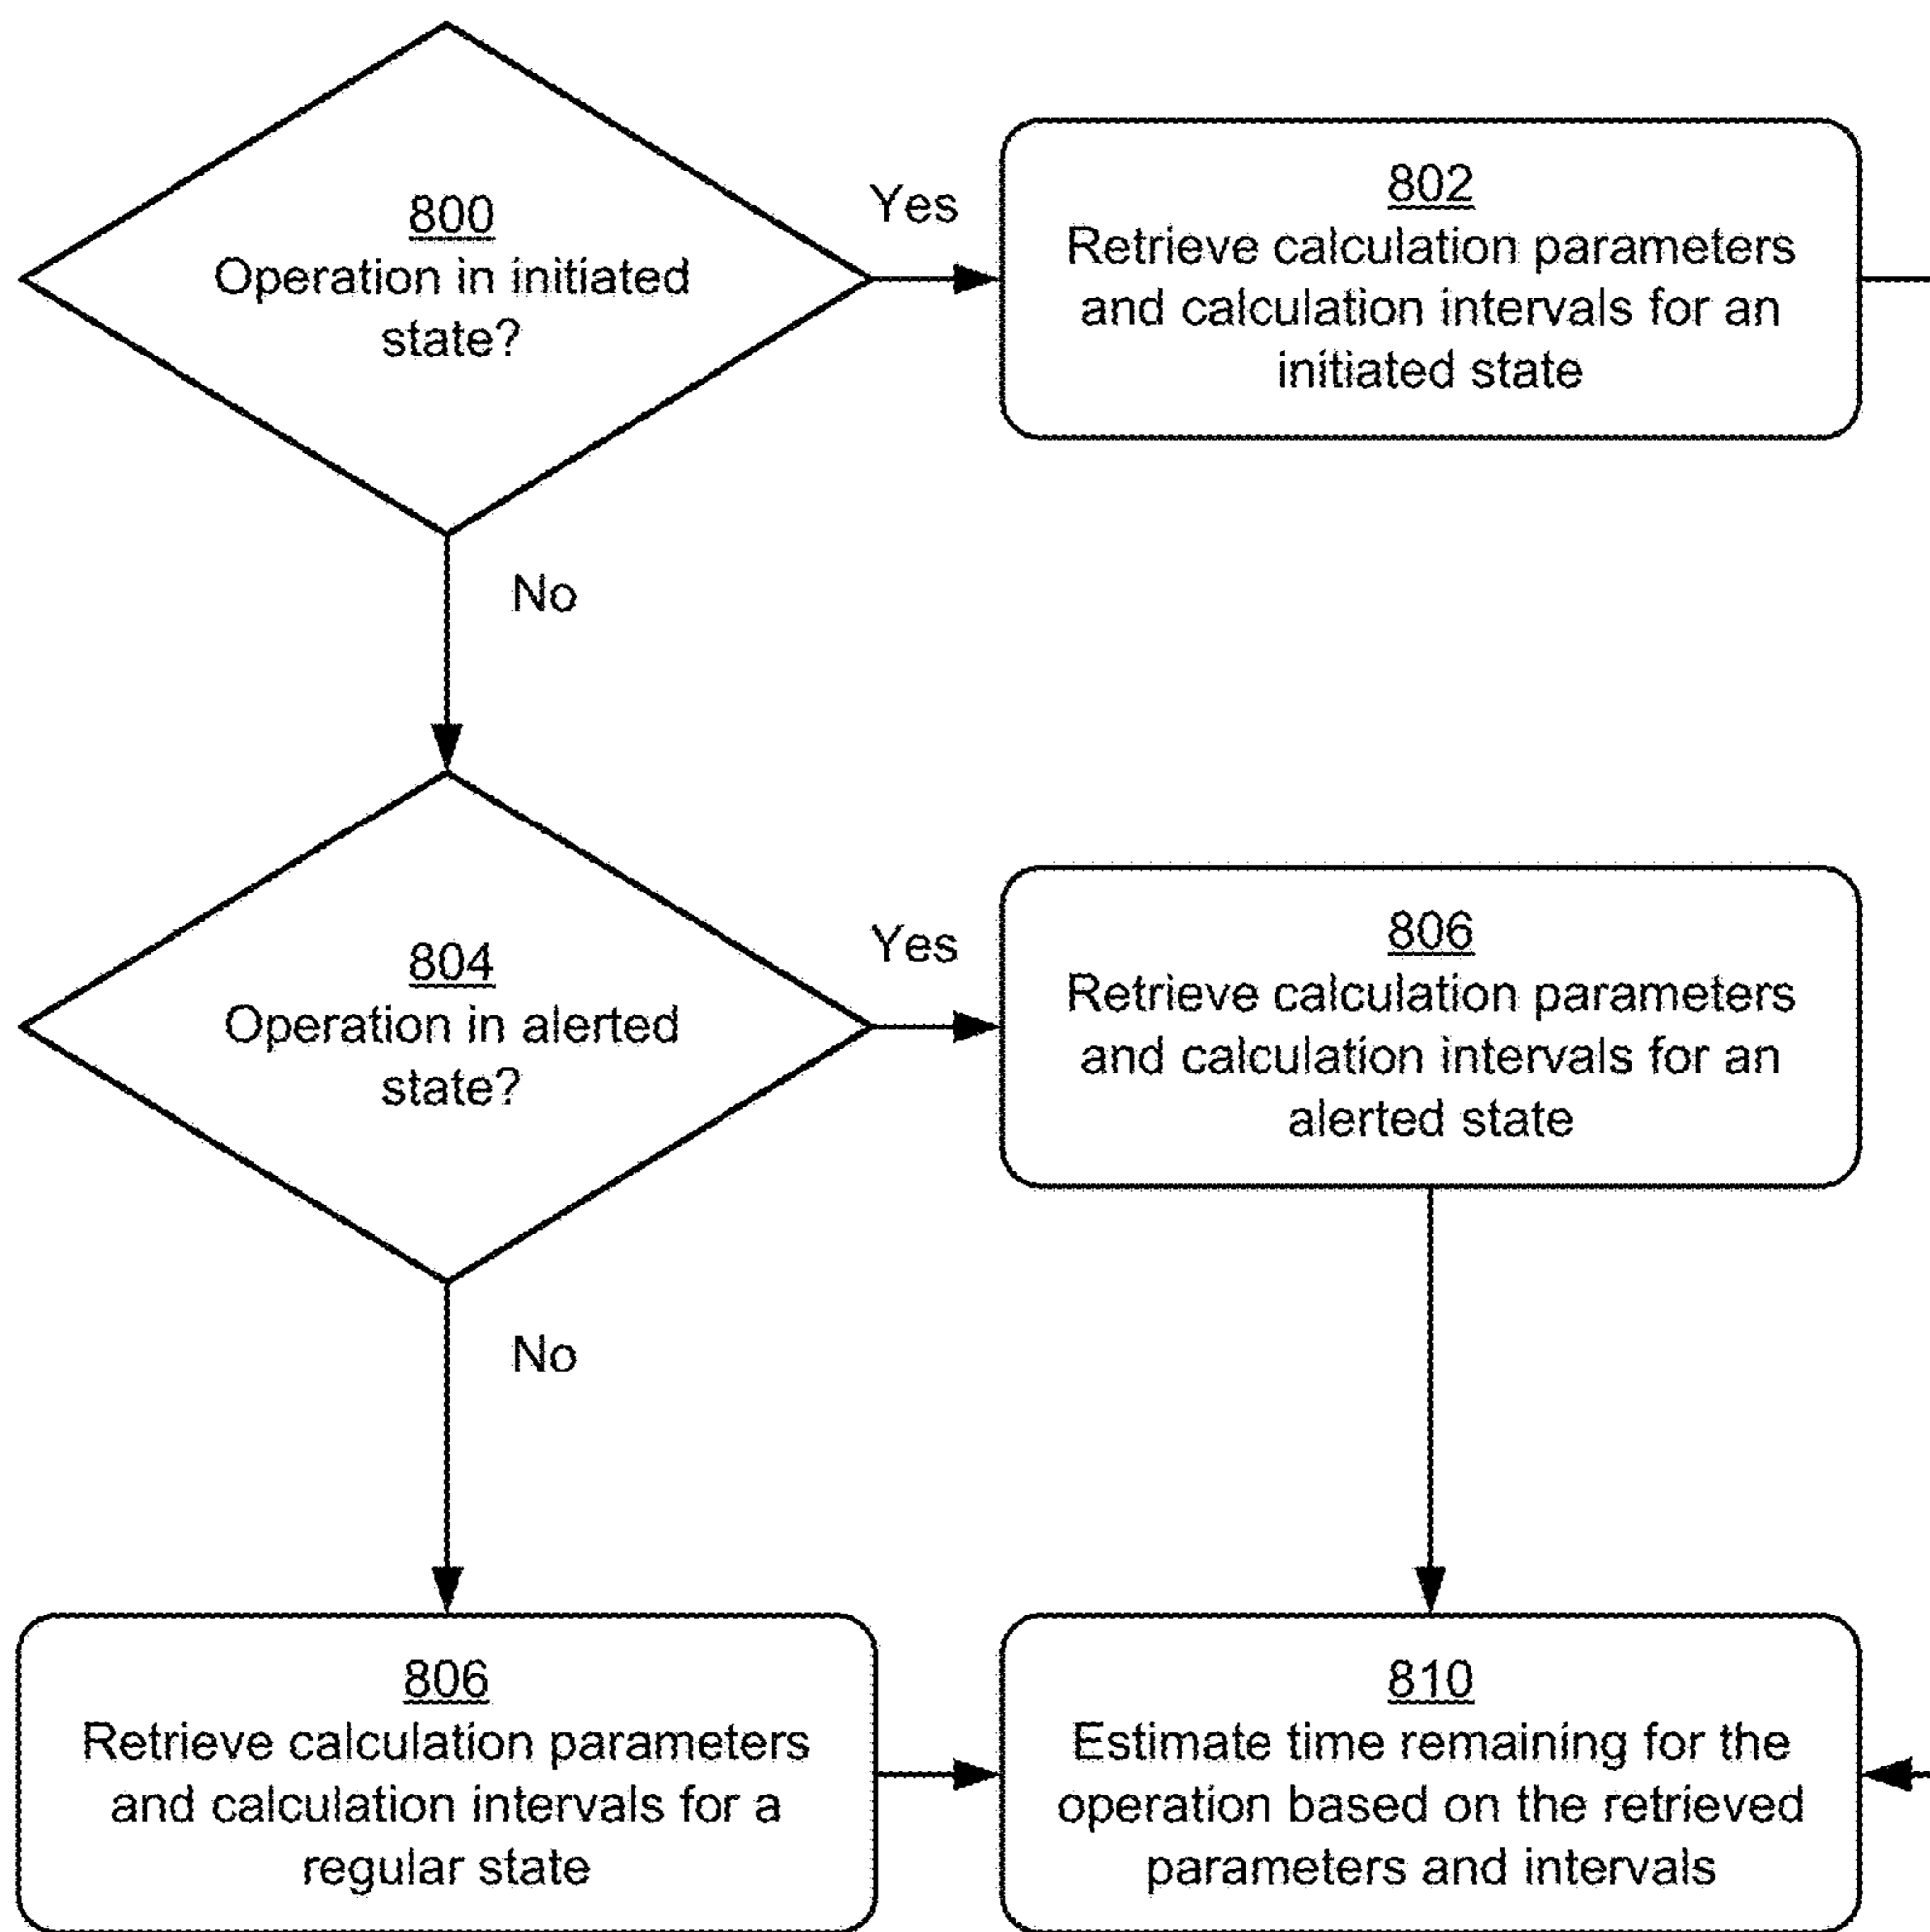 800
Operation in initiated
state?
Yes
802
Retrieve calculation parameters
and calculation intervals for an
initiated state
No
804
Operation in alerted
state?
Yes
806
Retrieve calculation parameters
and calculation intervals for an
alerted state
No
806
Retrieve calculation parameters
and calculation intervals for a
regular state
810
Estimate time remaining for the
operation based on the retrieved
parameters and intervals